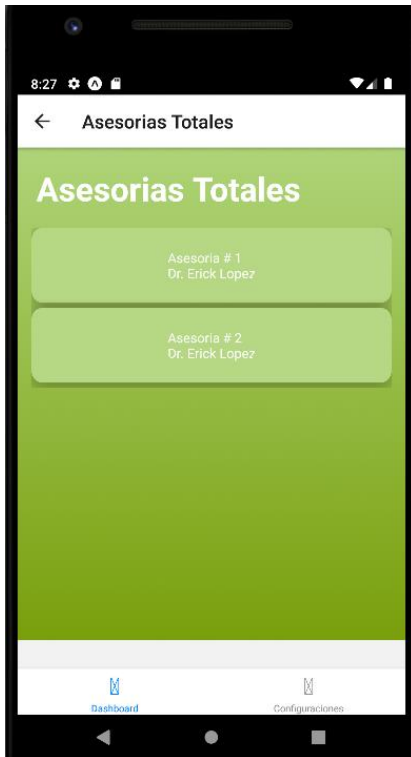 8:27
Asesorias Totales
Asesorias Totales
Asesoria # 1
Dr. Erick Lopez
Asesoria # 2
Dr. Erick Lopez
Dashboard
Configuraciones